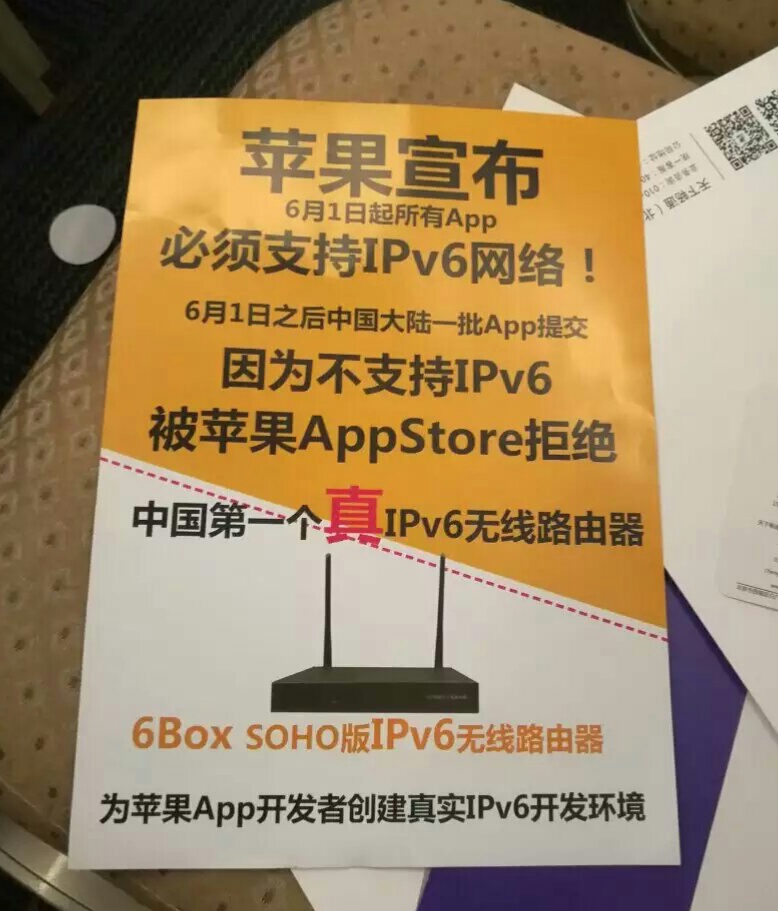 苹果宣布
6月1日起所有App
必须支持IPv6网络！
6月1日之后中国大陆一批App提交
因为不支持IPv6
被苹果AppStore拒绝
中国第一个真IPv6无线路由器
6Box SOHO版IPv6无线路由器
为苹果App开发者创建真实IPv6开发环境
天下畅通（北